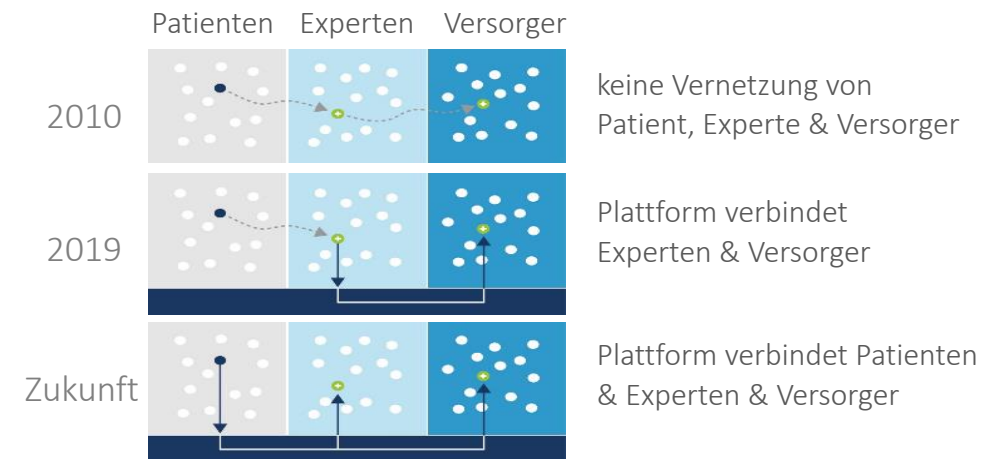 Patienten Experten Versorger
2010
keine Vernetzung von
Patient, Experte & Versorger
2019
Plattform verbindet
Experten & Versorger
Zukunft
Plattform verbindet Patienten
& Experten & Versorger